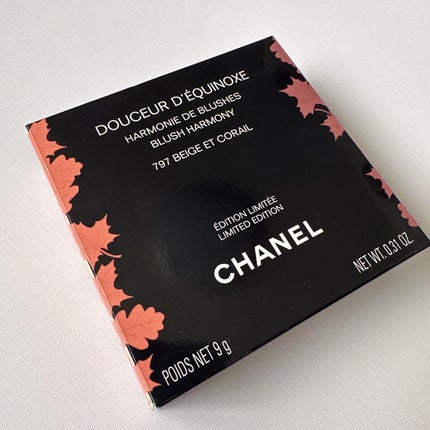 DOUCEUR D'ÉQUINOXE
HARMONIE DE BLUSHES
BLUSH HARMONY
797 BEIGE ET CORAIL
ÉDITION LIMITÉE
LIMITED EDITION
CHANEL
POIDS NET 9 g
NET WT. 0.31 OZ.